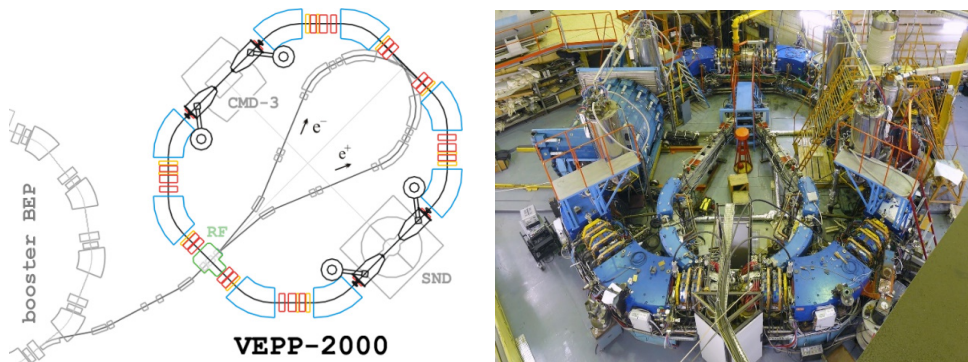 CMD-3
e⁻
e⁺
booster BEP
RF
SND
VEPP-2000